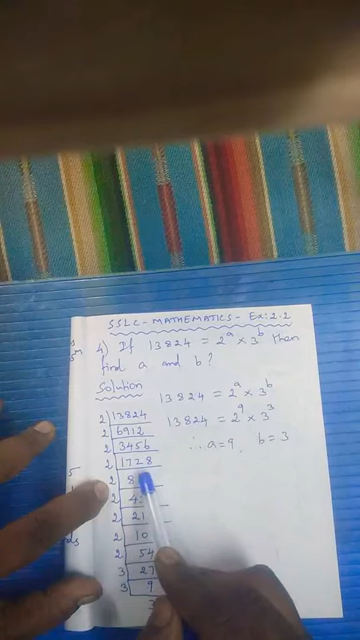 SSLC - MATHEMATICS - Ex: 2.2
4) If 13824 = 2^a × 3^b then
find a and b?
Solution
13824 = 2^a × 3^b
13824 = 2^9 × 3^3
∴ a = 9, b = 3
2 | 13824
2 | 6912
2 | 3456
2 | 1728
2 | 8
2 | 4
2 | 21
2 | 10
2 | 54
3 | 27
3 | 9
3